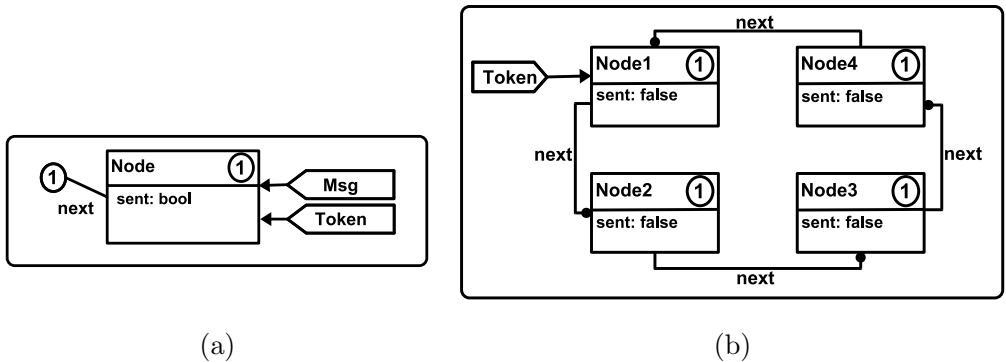 Node 1
1
next
sent: bool
Msg
Token
(a)
next
Token
Node1 1
sent: false
Node4 1
sent: false
next
next
Node2 1
sent: false
Node3 1
sent: false
next
(b)